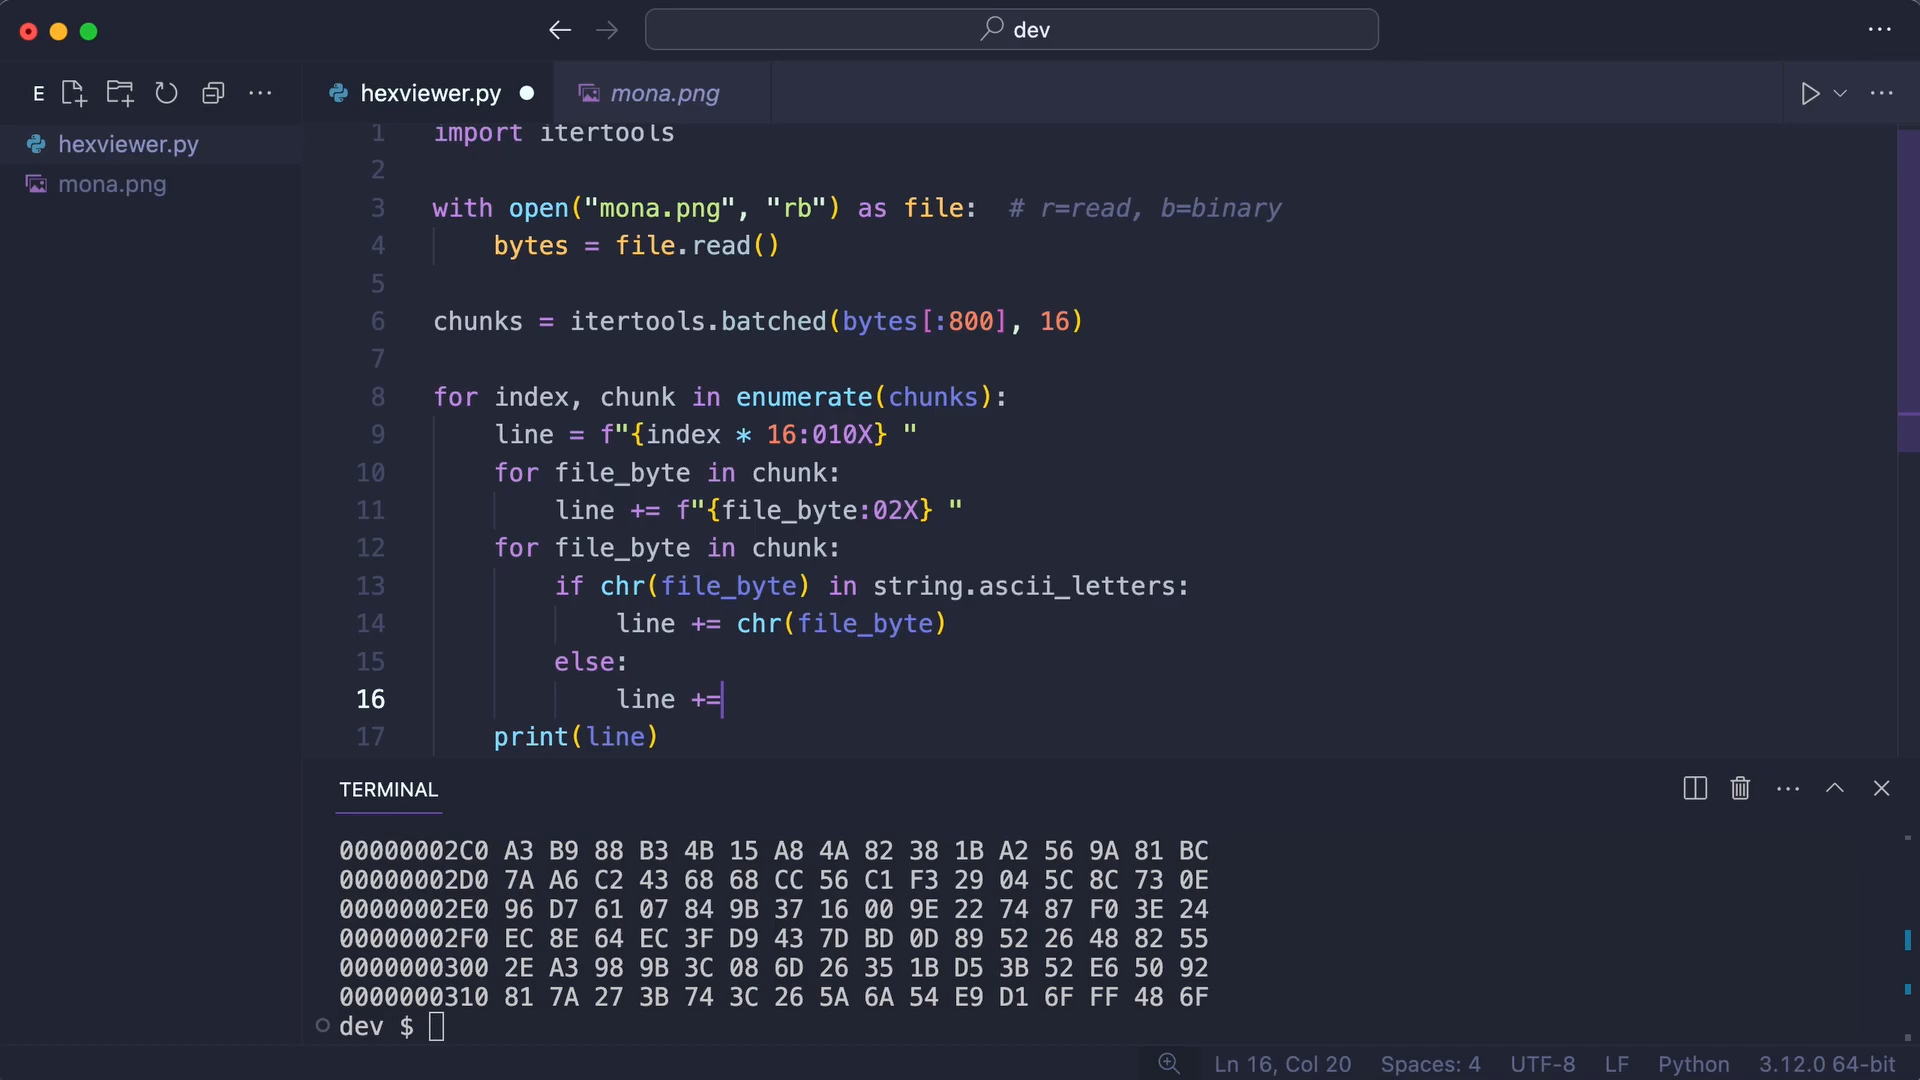 dev
E
hexviewer.py
mona.png
hexviewer.py
mona.png
1 import itertools
2
3 with open("mona.png", "rb") as file:  # r=read, b=binary
4     bytes = file.read()
5
6 chunks = itertools.batched(bytes[:800], 16)
7
8 for index, chunk in enumerate(chunks):
9     line = f"{index * 16:010X} "
10     for file_byte in chunk:
11         line += f"{file_byte:02X} "
12     for file_byte in chunk:
13         if chr(file_byte) in string.ascii_letters:
14             line += chr(file_byte)
15         else:
16             line +=
17     print(line)
TERMINAL
00000002C0 A3 B9 88 B3 4B 15 A8 4A 82 38 1B A2 56 9A 81 BC
00000002D0 7A A6 C2 43 68 68 CC 56 C1 F3 29 04 5C 8C 73 0E
00000002E0 96 D7 61 07 84 9B 37 16 00 9E 22 74 87 F0 3E 24
00000002F0 EC 8E 64 EC 3F D9 43 7D BD 0D 89 52 26 48 82 55
0000000300 2E A3 98 9B 3C 08 6D 26 35 1B D5 3B 52 E6 50 92
0000000310 81 7A 27 3B 74 3C 26 5A 6A 54 E9 D1 6F FF 48 6F
dev $
Ln 16, Col 20 Spaces: 4 UTF-8 LF Python 3.12.0 64-bit